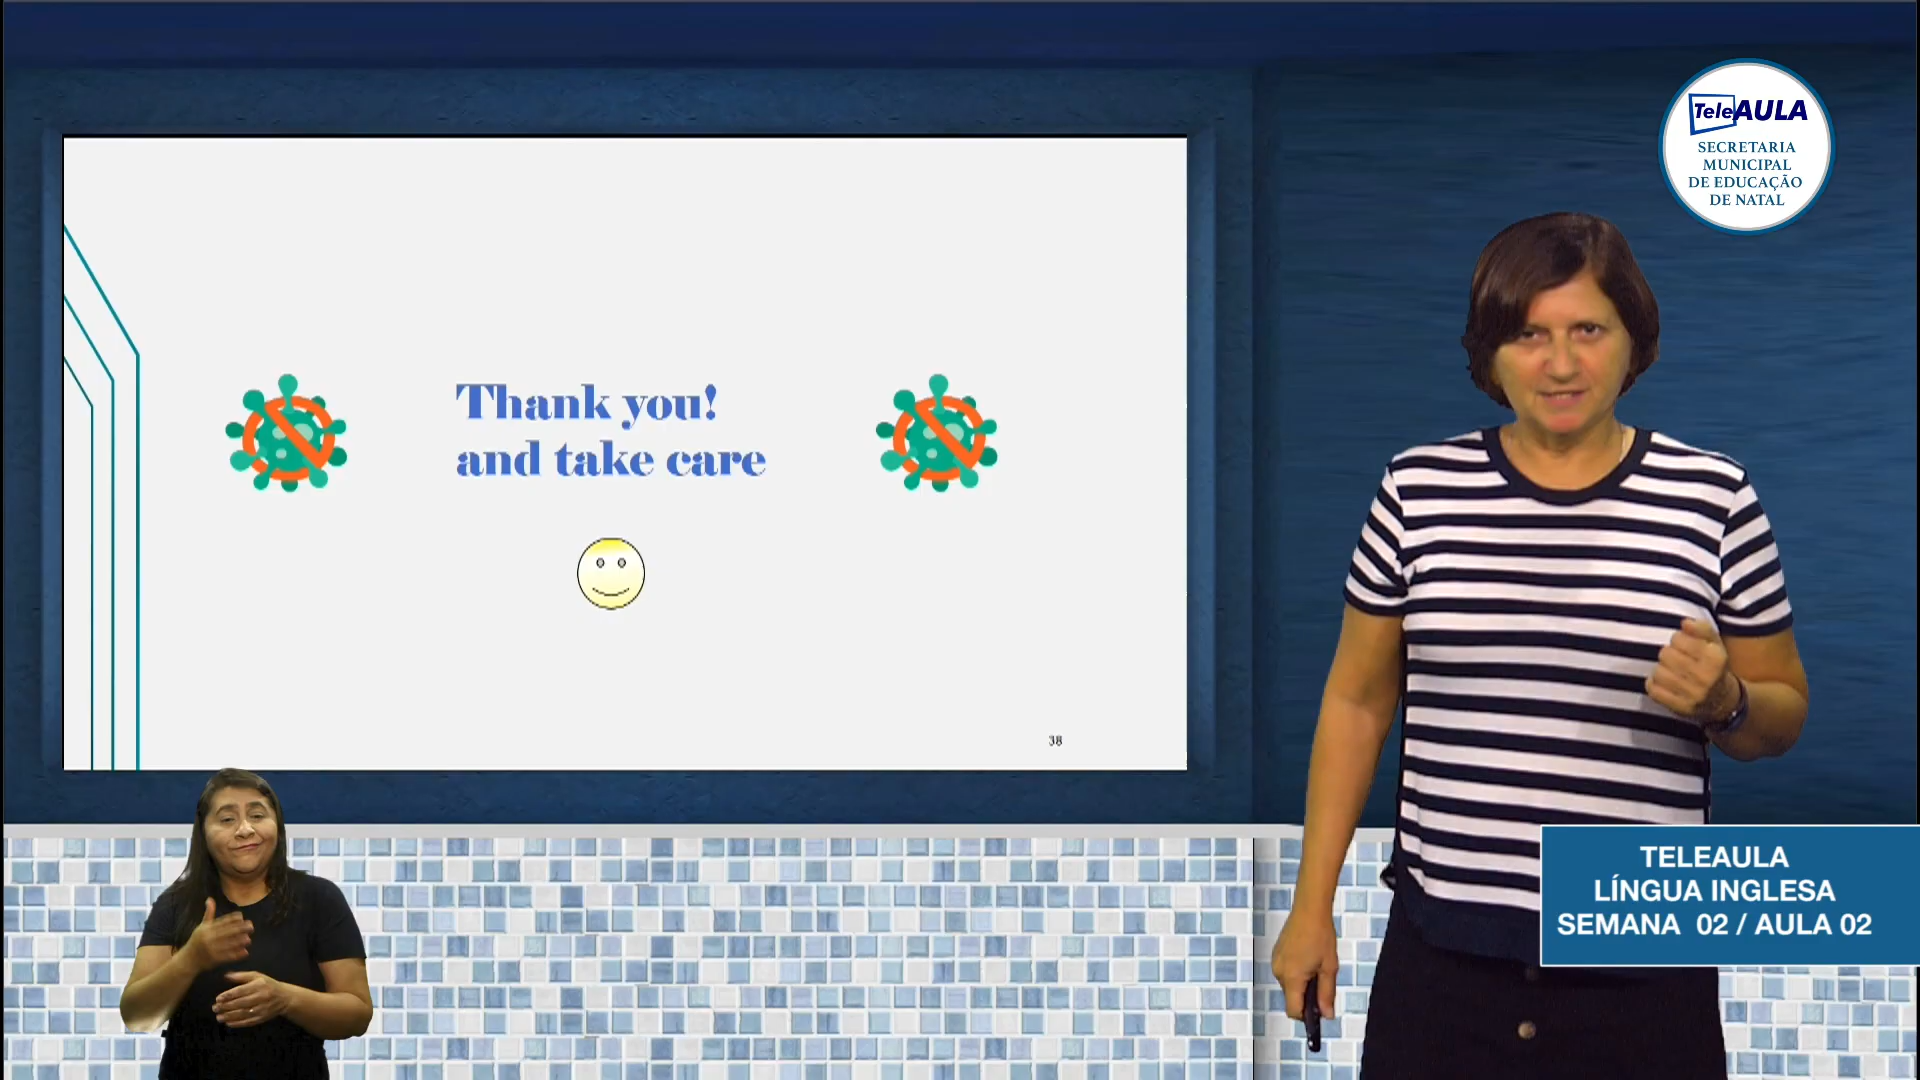 TeleAULA
SECRETARIA
MUNICIPAL
DE EDUCAÇÃO
DE NATAL
Thank you!
and take care
38
TELEAULA
LÍNGUA INGLESA
SEMANA 02 / AULA 02